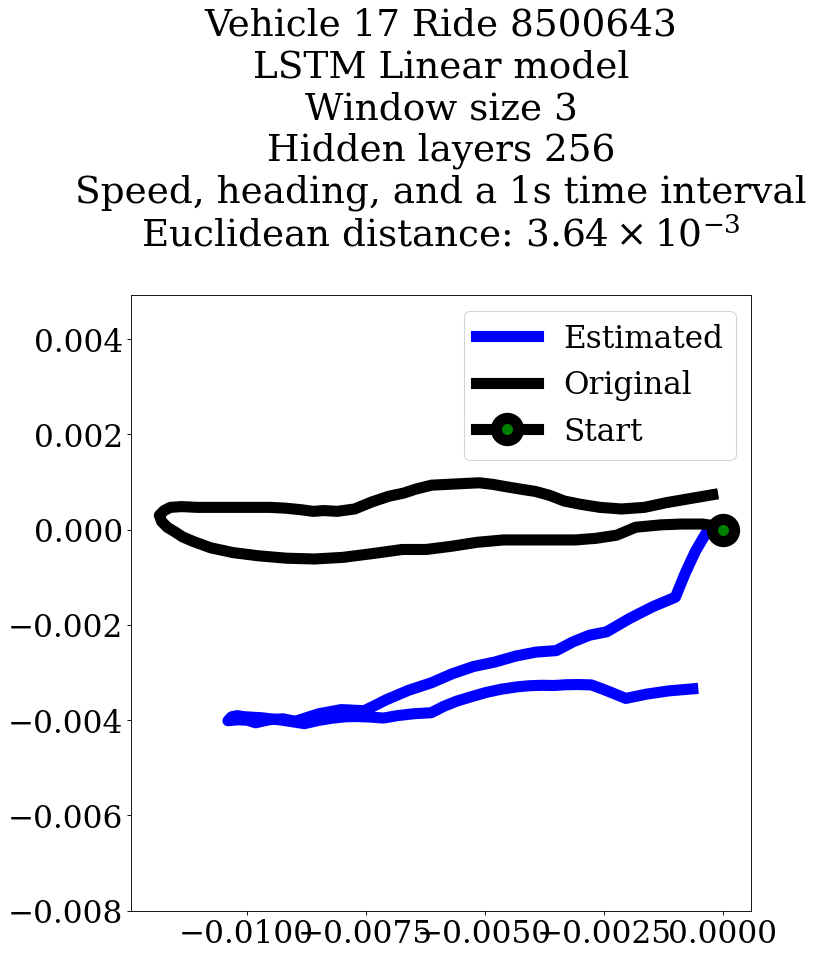 Vehicle 17 Ride 8500643
LSTM Linear model
Window size 3
Hidden layers 256
Speed, heading, and a 1s time interval
Euclidean distance: 3.64 × 10⁻³
Estimated
Original
Start
0.004
0.002
0.000
−0.002
−0.004
−0.006
−0.008
−0.0100 −0.0075 −0.0050 −0.0025 0.0000